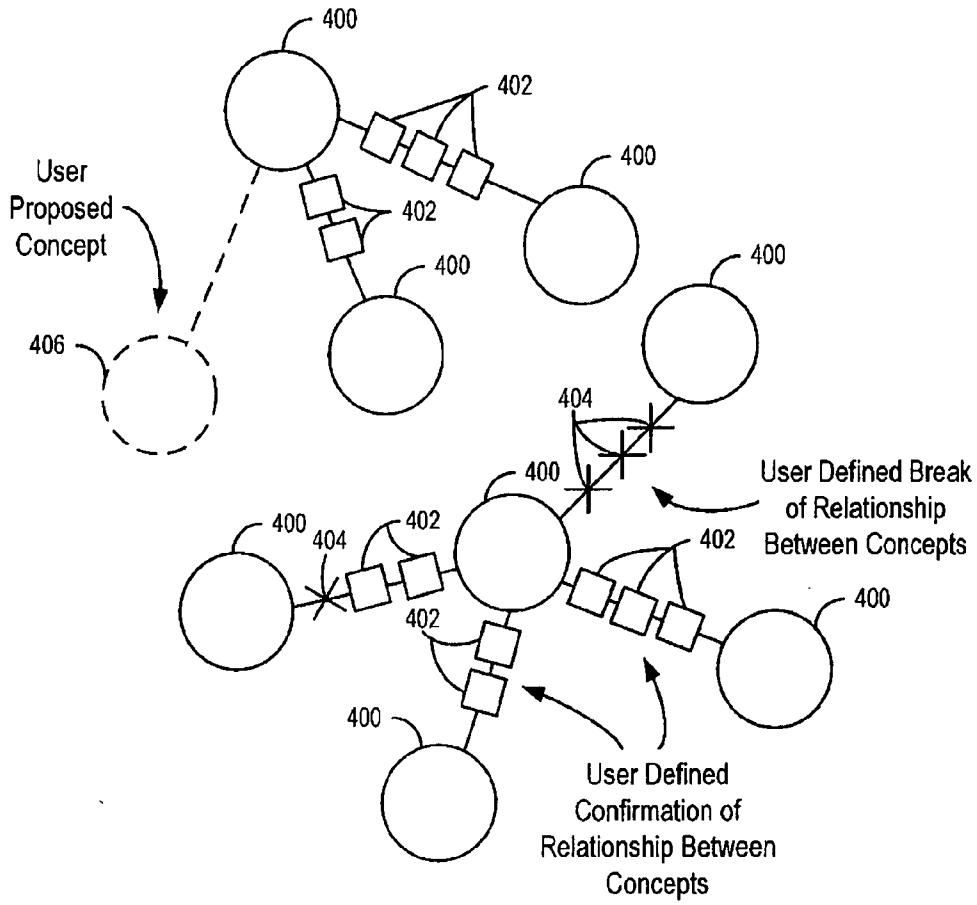 400
402
400
User
Proposed
Concept
402
400
400
406
404
400
User Defined Break
of Relationship
Between Concepts
400
404
402
402
400
402
400
User Defined
Confirmation of
Relationship Between
Concepts